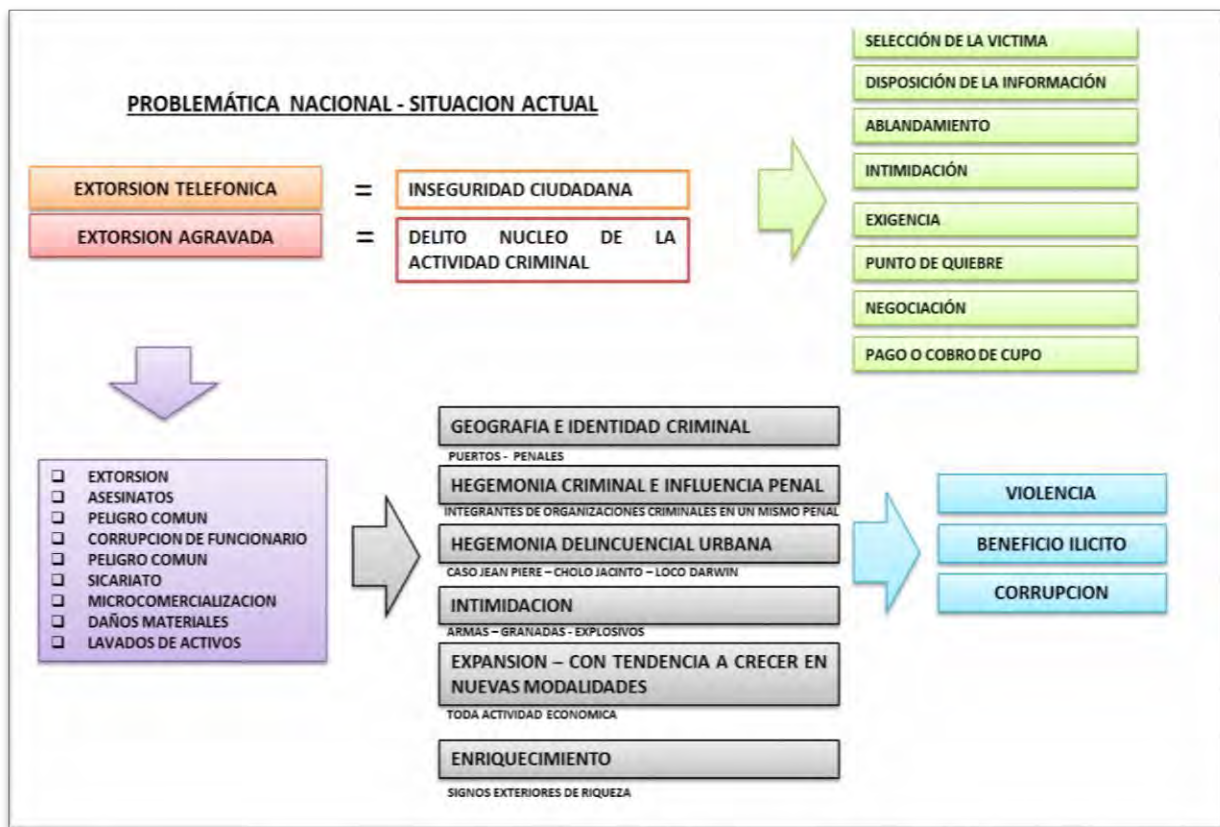 PROBLEMÁTICA NACIONAL - SITUACION ACTUAL
EXTORSION TELEFONICA
=
INSEGURIDAD CIUDADANA
EXTORSION AGRAVADA
=
DELITO NUCLEO DE LA
ACTIVIDAD CRIMINAL
SELECCIÓN DE LA VICTIMA
DISPOSICIÓN DE LA INFORMACIÓN
ABLANDAMIENTO
INTIMIDACIÓN
EXIGENCIA
PUNTO DE QUIEBRE
NEGOCIACIÓN
PAGO O COBRO DE CUPO
❑ EXTORSION
❑ ASESINATOS
❑ PELIGRO COMUN
❑ CORRUPCION DE FUNCIONARIO
❑ PELIGRO COMUN
❑ SICARIATO
❑ MICROCOMERCIALIZACION
❑ DAÑOS MATERIALES
❑ LAVADOS DE ACTIVOS
GEOGRAFIA E IDENTIDAD CRIMINAL
PUERTOS - PENALES
HEGEMONIA CRIMINAL E INFLUENCIA PENAL
INTEGRANTES DE ORGANIZACIONES CRIMINALES EN UN MISMO PENAL
HEGEMONIA DELINCUENCIAL URBANA
CASO JEAN PIERE – CHOLO JACINTO – LOCO DARWIN
INTIMIDACION
ARMAS – GRANADAS - EXPLOSIVOS
EXPANSION – CON TENDENCIA A CRECER EN
NUEVAS MODALIDADES
TODA ACTIVIDAD ECONOMICA
ENRIQUECIMIENTO
SIGNOS EXTERIORES DE RIQUEZA
VIOLENCIA
BENEFICIO ILICITO
CORRUPCION